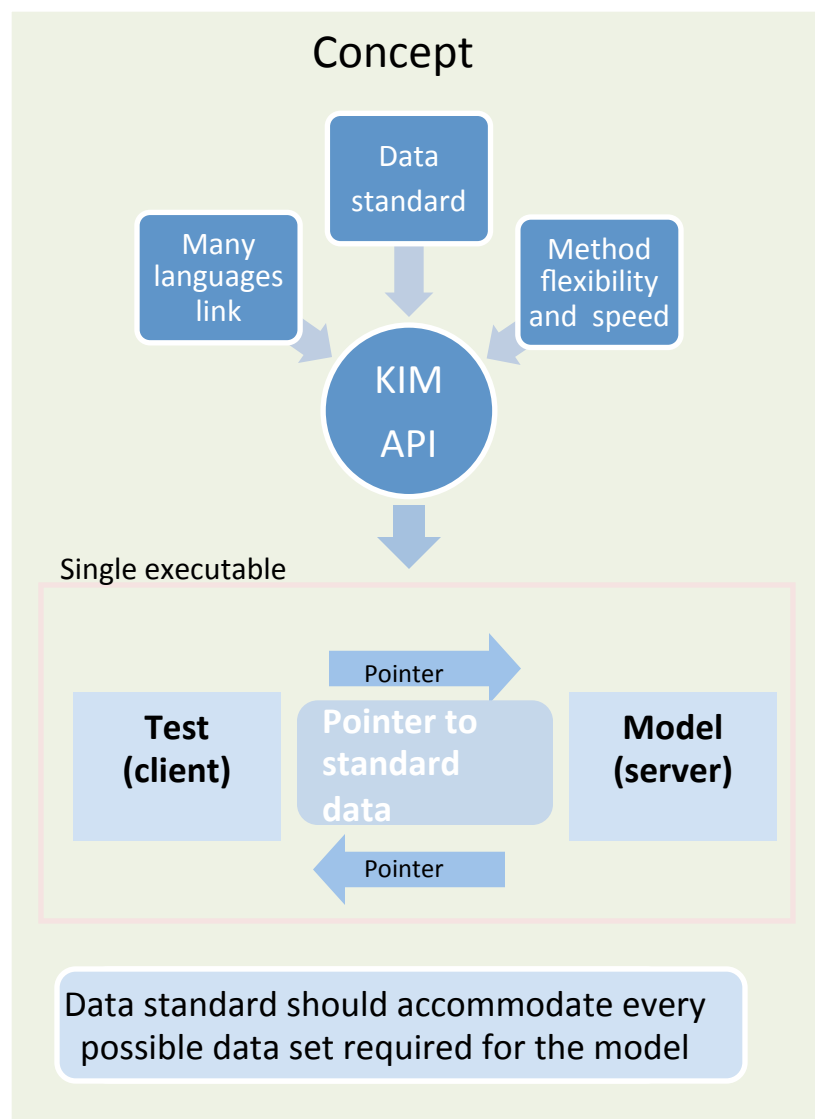 Concept
Data
standard
Many
languages
link
Method
flexibility
and speed
KIM
API
Single executable
Pointer
Test
(client)
Pointer to
standard
data
Model
(server)
Pointer
Data standard should accommodate every
possible data set required for the model